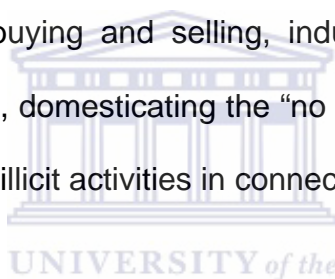 buying and selling, indu
, domesticating the “no
illicit activities in connec
UNIVERSITY of the